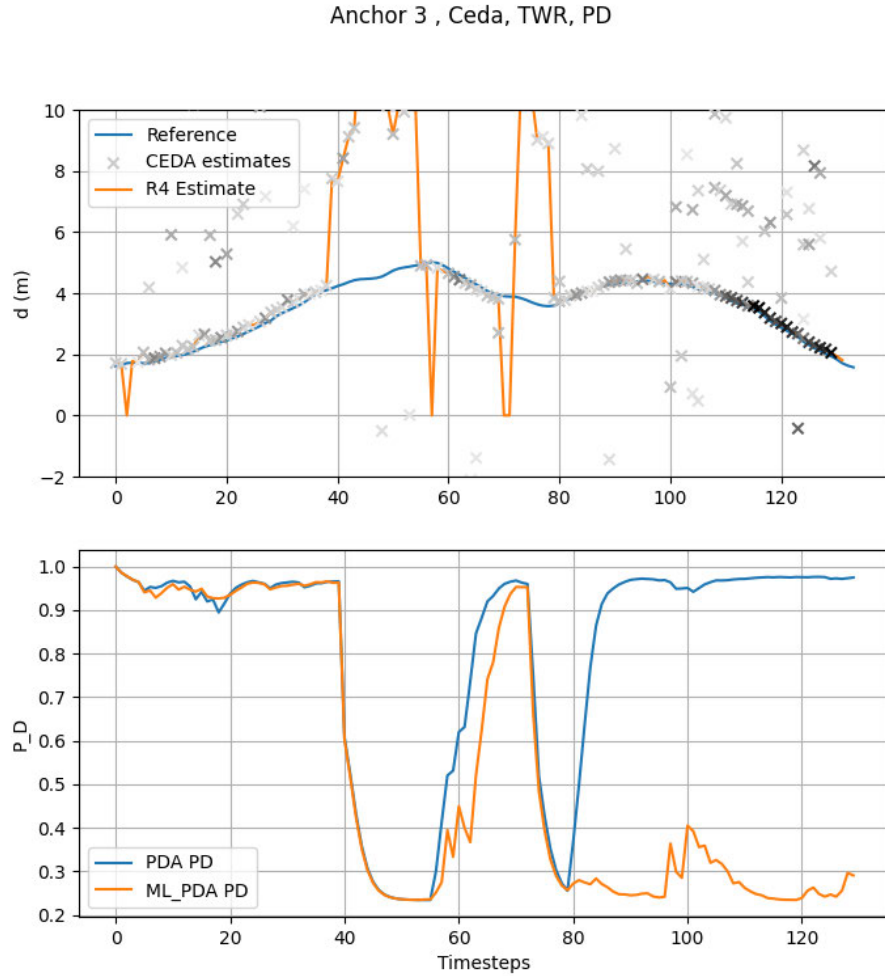 Anchor 3 , Ceda, TWR, PD
10
8
6
4
2
0
−2
d (m)
Reference
CEDA estimates
R4 Estimate
0 20 40 60 80 100 120
1.0
0.9
0.8
0.7
0.6
0.5
0.4
0.3
0.2
P_D
PDA PD
ML_PDA PD
0 20 40 60 80 100 120
Timesteps